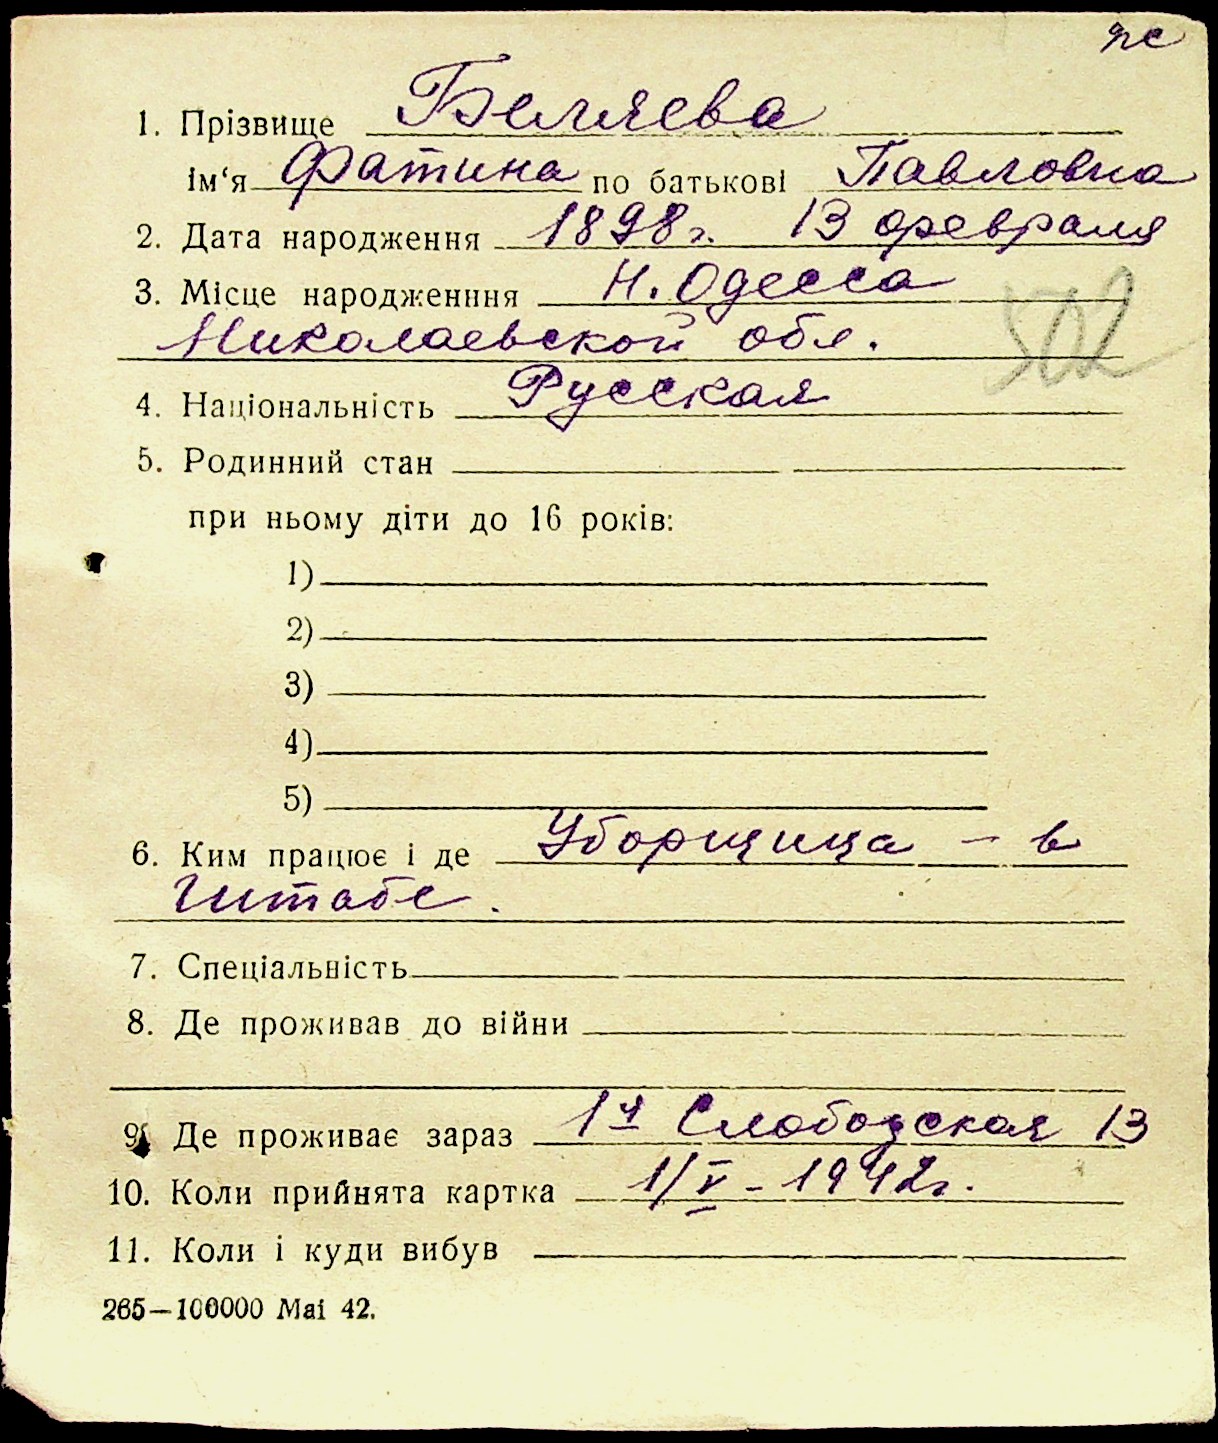 1. Прізвище Беляева
ім‘я Фатина по батькові Павловна
2. Дата народження 1898г. 13 февраля
3. Місце народженння Н. Одесса
Николаевской обл.
502
4. Національність Русская
5. Родинний стан
при ньому діти до 16 років:
1)
2)
3)
4)
5)
6. Ким працює і де Уборщица - в
Штабе.
7. Спеціальність
8. Де проживав до війни
9. Де проживає зараз 1я Слободская 13
10. Коли прийнята картка 1/V - 1942г.
11. Коли і куди вибув
265—100000 Mai 42.